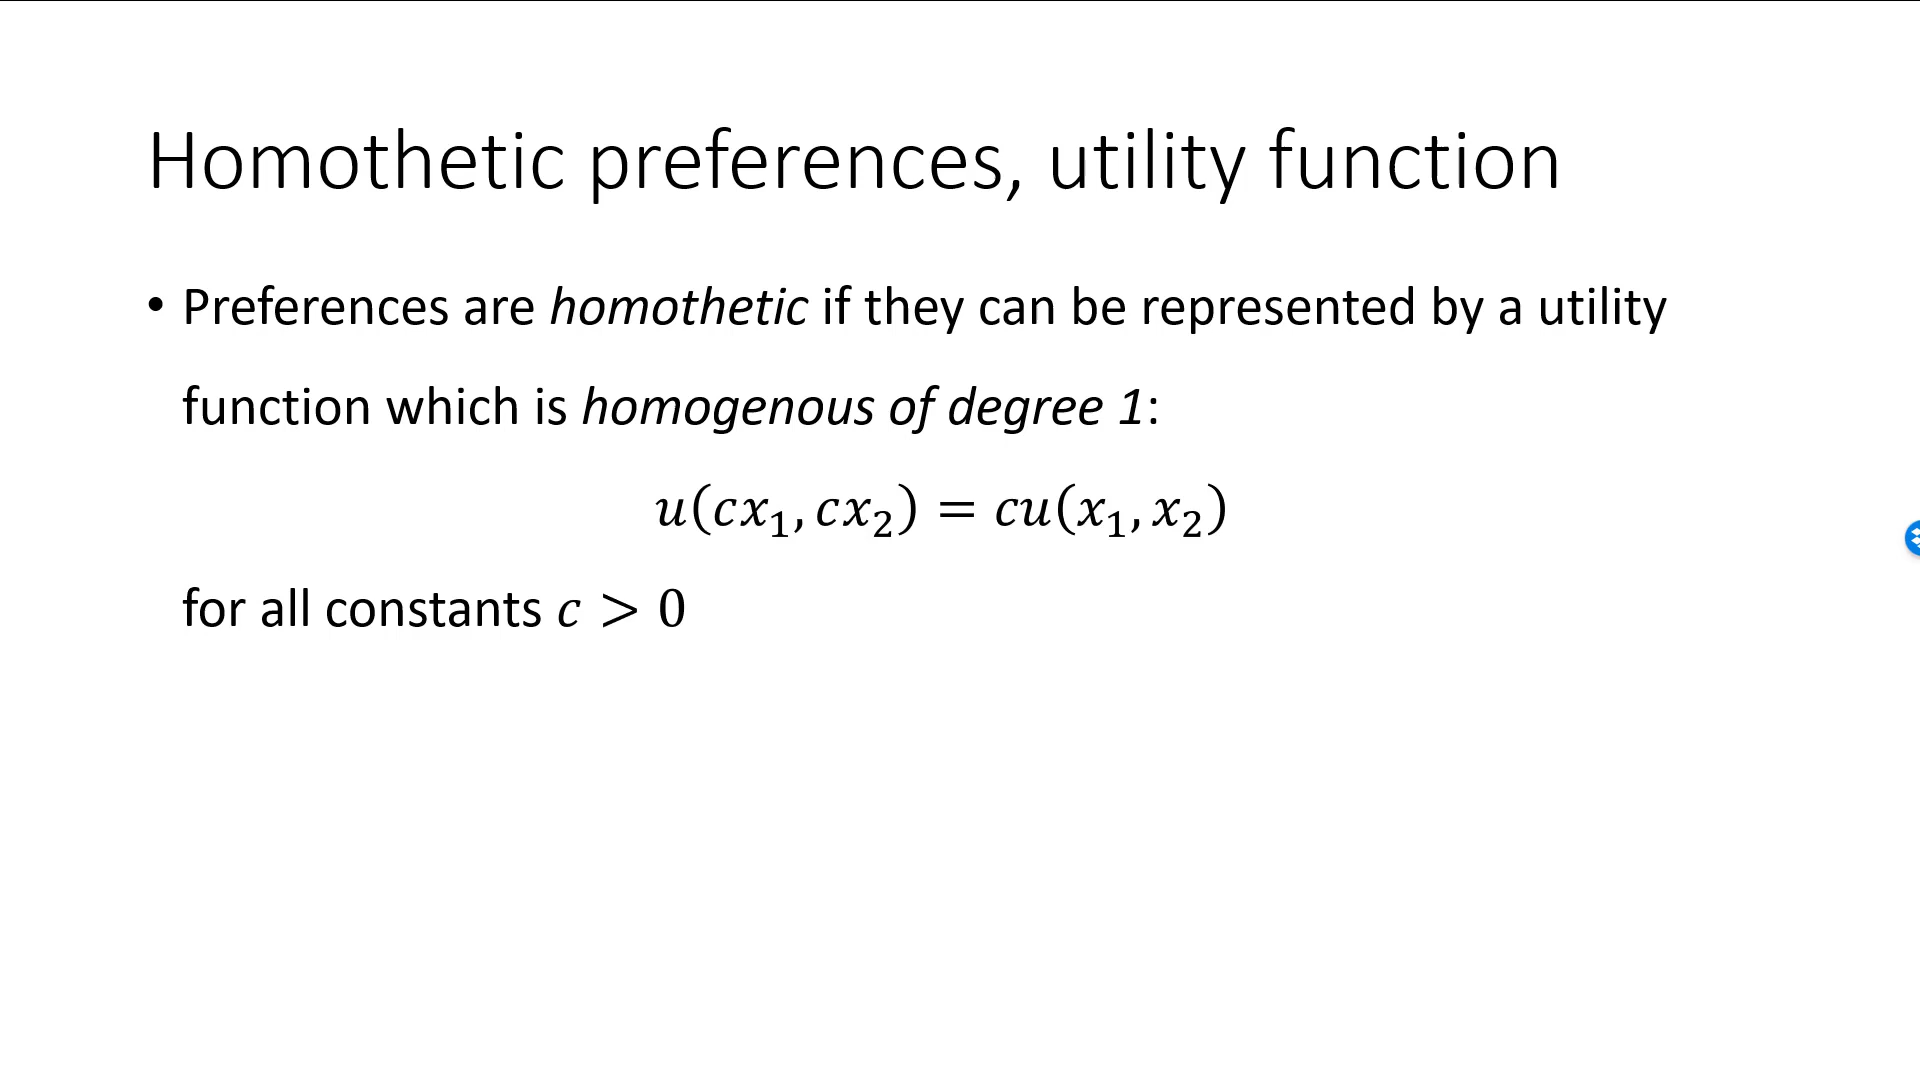 Homothetic preferences, utility function
• Preferences are homothetic if they can be represented by a utility
function which is homogenous of degree 1:
𝑢(𝑐𝑥₁, 𝑐𝑥₂) = 𝑐𝑢(𝑥₁, 𝑥₂)
for all constants 𝑐 > 0